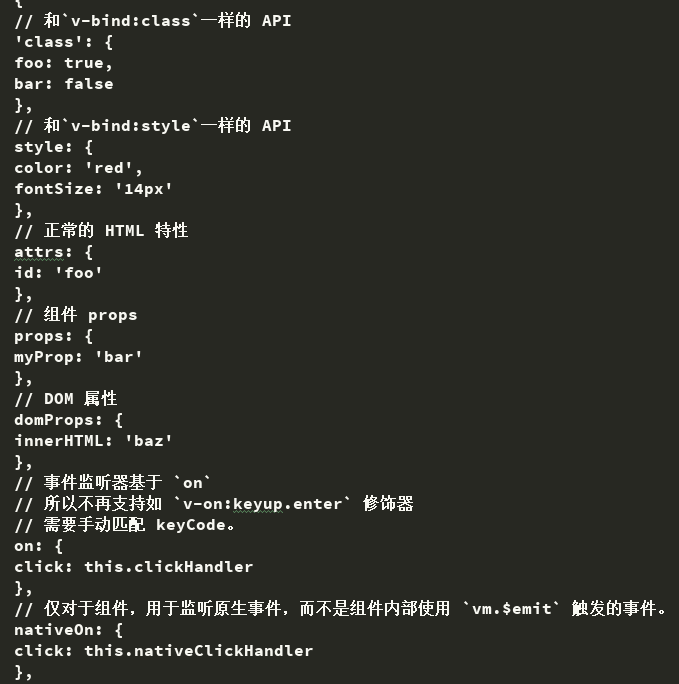 {
// 和`v-bind:class`一样的 API
'class': {
foo: true,
bar: false
},
// 和`v-bind:style`一样的 API
style: {
color: 'red',
fontSize: '14px'
},
// 正常的 HTML 特性
attrs: {
id: 'foo'
},
// 组件 props
props: {
myProp: 'bar'
},
// DOM 属性
domProps: {
innerHTML: 'baz'
},
// 事件监听器基于 `on`
// 所以不再支持如 `v-on:keyup.enter` 修饰器
// 需要手动匹配 keyCode。
on: {
click: this.clickHandler
},
// 仅对于组件，用于监听原生事件，而不是组件内部使用 `vm.$emit` 触发的事件。
nativeOn: {
click: this.nativeClickHandler
},